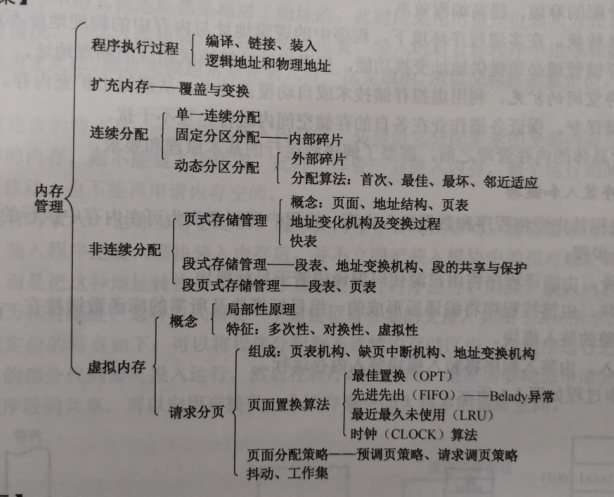 程序执行过程
编译、链接、装入
逻辑地址和物理地址
扩充内存——覆盖与变换
连续分配
单一连续分配
固定分区分配——内部碎片
动态分区分配
外部碎片
分配算法：首次、最佳、最坏、邻近适应
内存
管理
非连续分配
页式存储管理
概念：页面、地址结构、页表
地址变化机构及变换过程
快表
段式存储管理——段表、地址变换机构、段的共享与保护
段页式存储管理——段表、页表
虚拟内存
概念
局部性原理
特征：多次性、对换性、虚拟性
请求分页
组成：页表机构、缺页中断机构、地址变换机构
页面置换算法
最佳置换（OPT）
先进先出（FIFO）——Belady异常
最近最久未使用（LRU）
时钟（CLOCK）算法
页面分配策略——预调页策略、请求调页策略
抖动、工作集